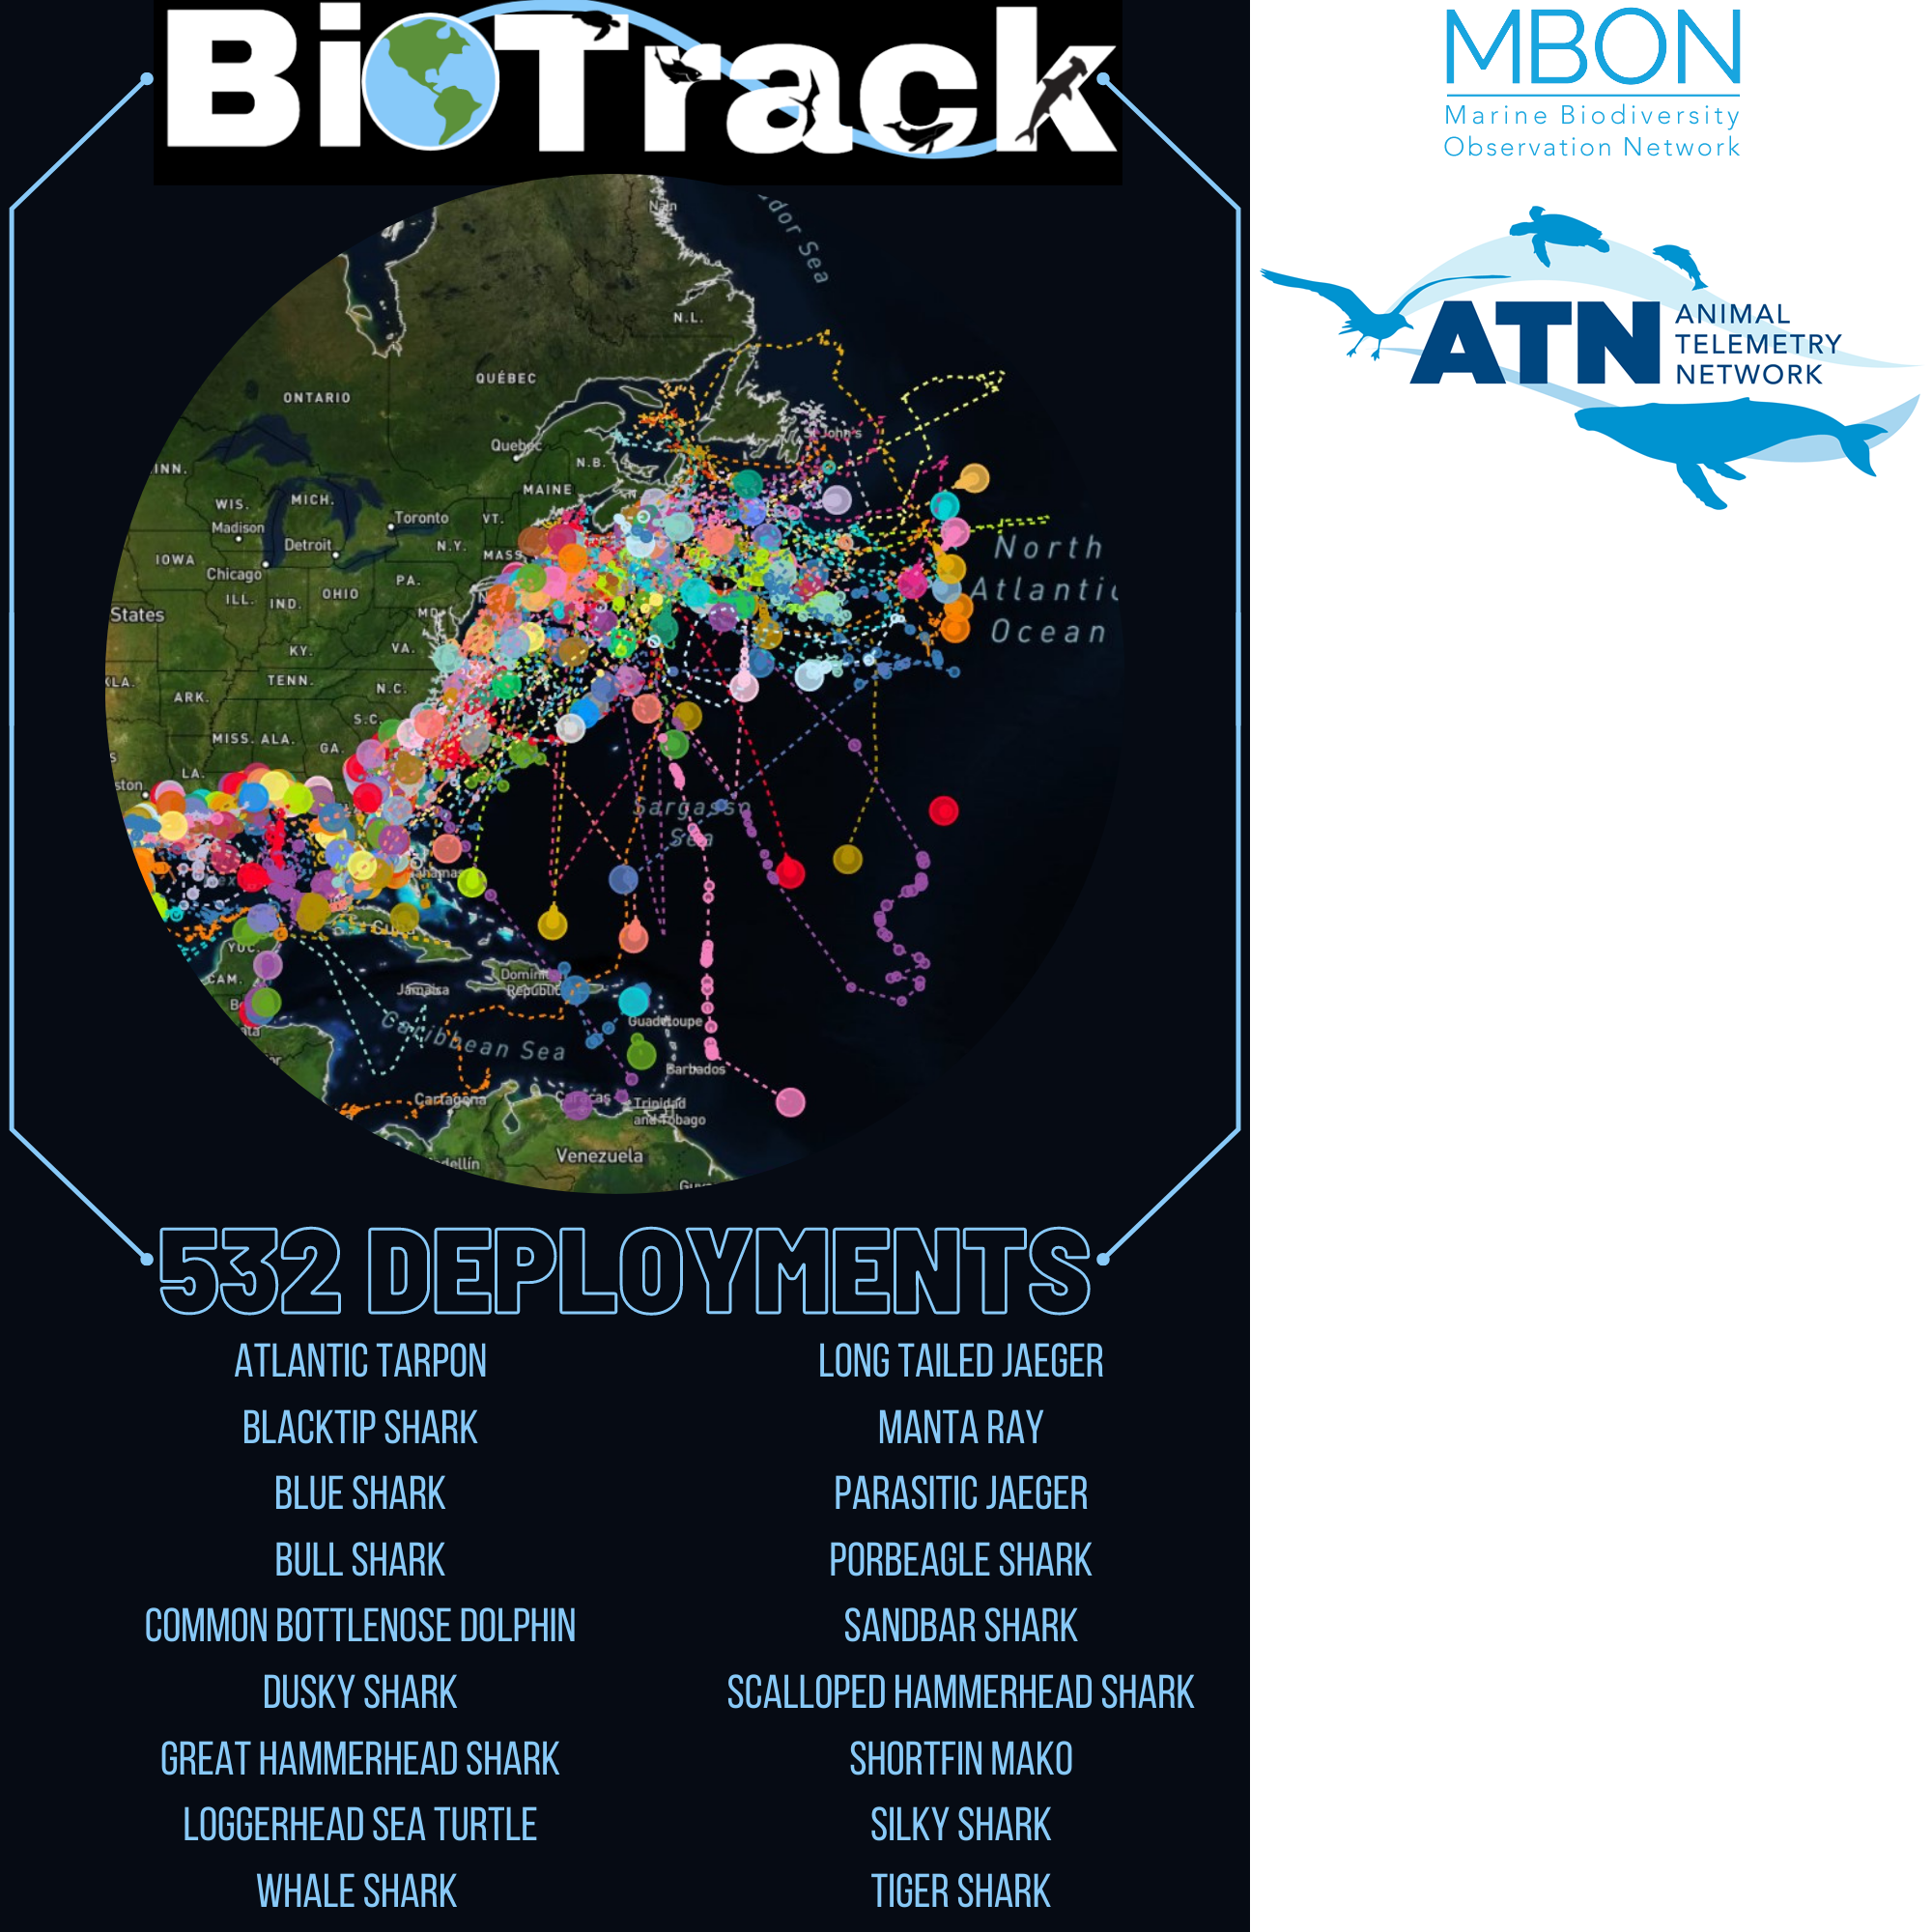 BioTrack
MBON
Marine Biodiversity
Observation Network
ATN
ANIMAL
TELEMETRY
NETWORK
Nain
dor Sea
N.L.
QUÉBEC
ONTARIO
Quebec
St John's
N.B.
INN.
MAINE
WIS.
MICH.
Madison
Toronto
VT.
Detroit
N.Y.
MASS
IOWA
Chicago
PA.
North
Atlantic
Ocean
ILL.
IND.
OHIO
States
MD.
KY.
VA.
TENN.
N.C.
ARK.
S.C.
MISS.
ALA.
GA.
LA.
ston
Sargasso
Sea
Bahamas
Cuba
YUC.
CAM.
Dominic
Republic
Jamaica
Guadeloupe
Caribbean Sea
Barbados
Cartagena
Caracas
Trinidad
and Tobago
dellín
Venezuela
532 DEPLOYMENTS
ATLANTIC TARPON
BLACKTIP SHARK
BLUE SHARK
BULL SHARK
COMMON BOTTLENOSE DOLPHIN
DUSKY SHARK
GREAT HAMMERHEAD SHARK
LOGGERHEAD SEA TURTLE
WHALE SHARK
LONG TAILED JAEGER
MANTA RAY
PARASITIC JAEGER
PORBEAGLE SHARK
SANDBAR SHARK
SCALLOPED HAMMERHEAD SHARK
SHORTFIN MAKO
SILKY SHARK
TIGER SHARK